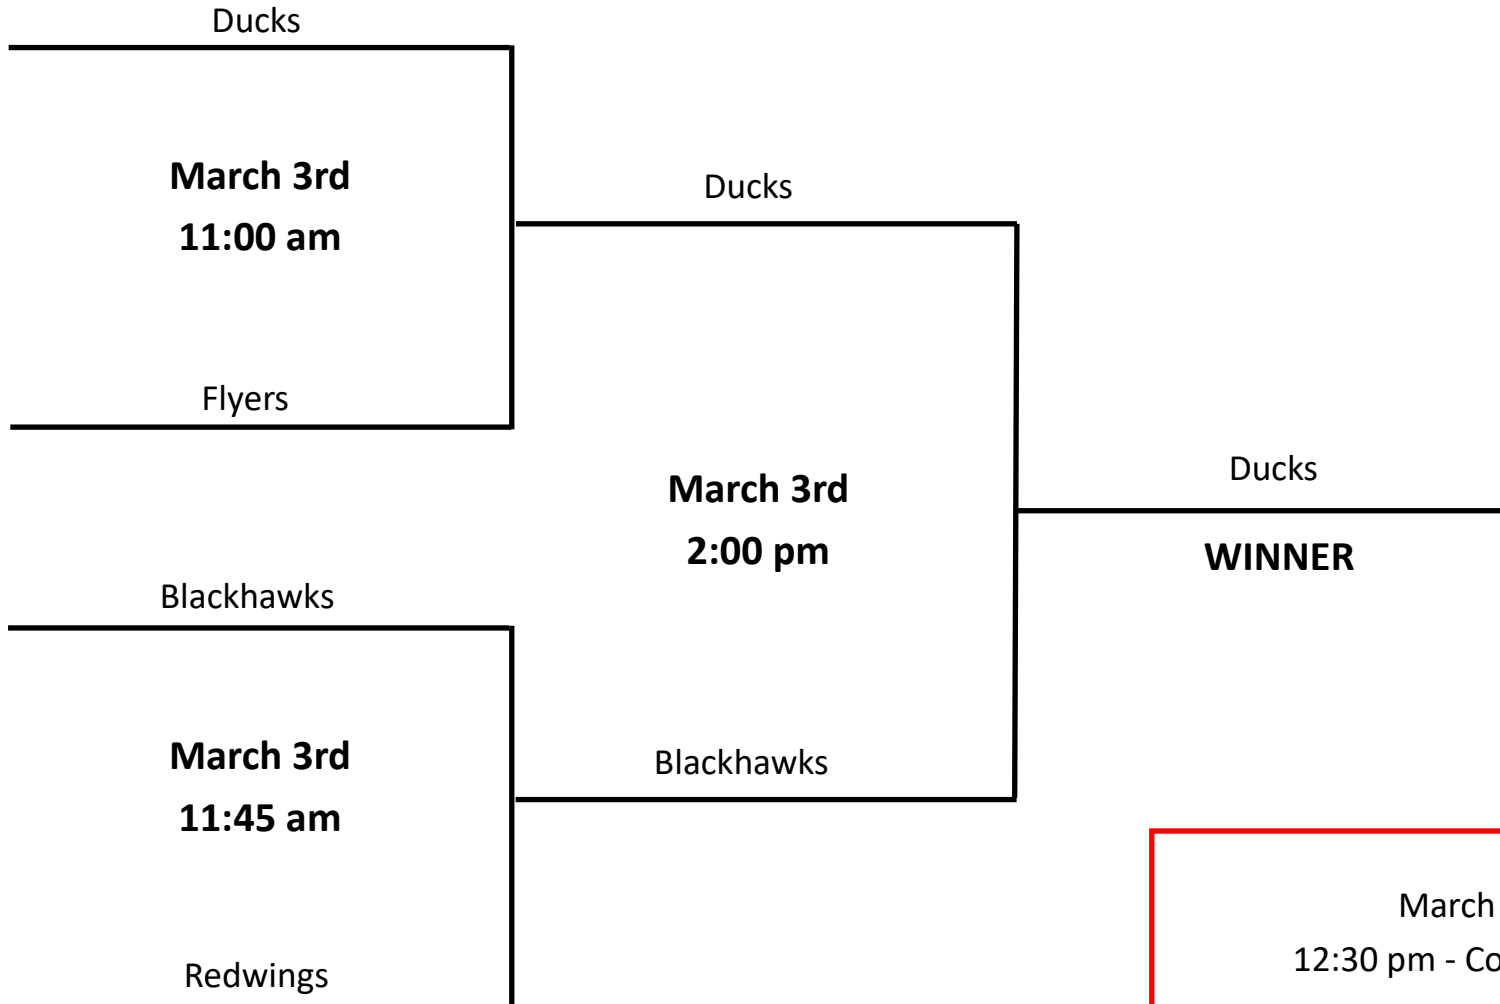 Ducks
March 3rd
11:00 am
Ducks
Flyers
Ducks
March 3rd
2:00 pm
WINNER
Blackhawks
March 3rd
11:45 am
Blackhawks
March
12:30 pm -
Redwings